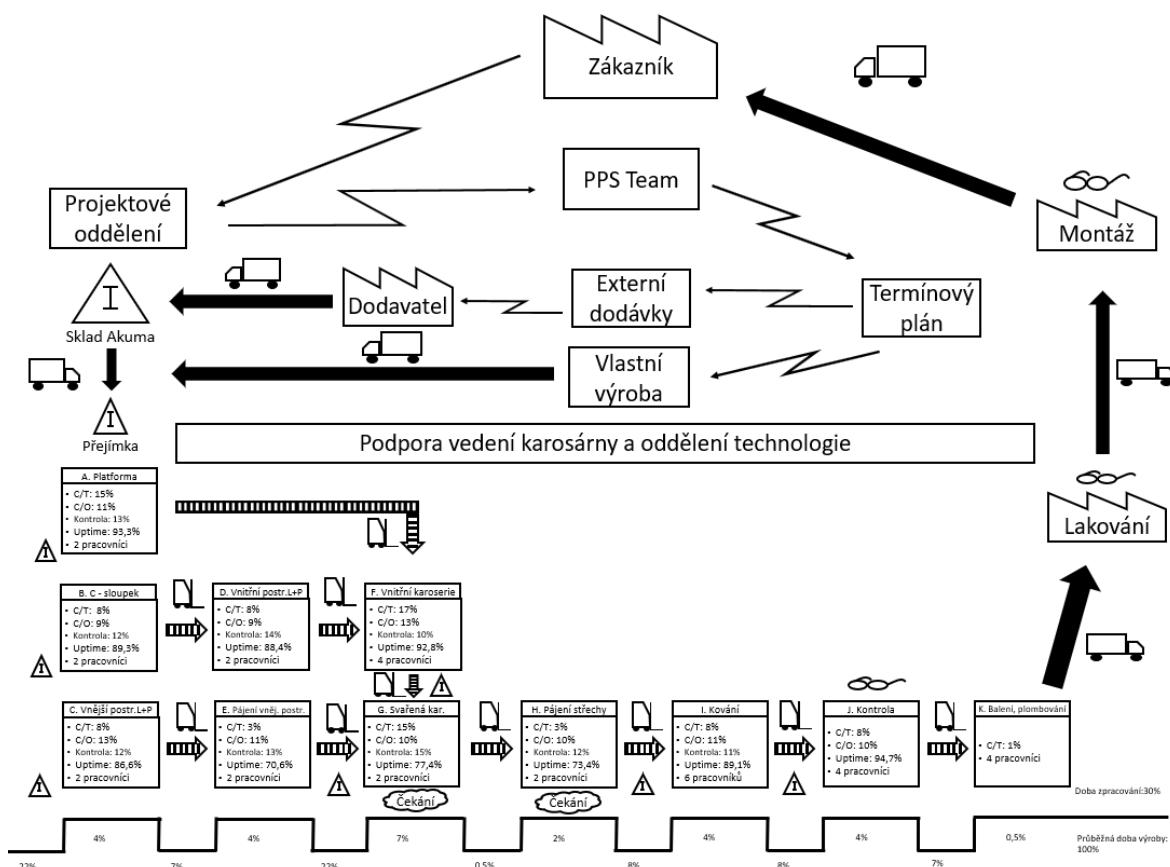 Zákazník
PPS Team
Projektové
oddělení
Montáž
Externí
dodávky
Termínový
plán
Dodavatel
I
Sklad Akuma
Vlastní
výroba
I
Přejímka
Podpora vedení karosárny a oddělení technologie
Lakování
A. Platforma
• C/T: 15%
• C/O: 11%
• Kontrola: 13%
• Uptime: 93,3%
• 2 pracovníci
I
B. C - sloupek
• C/T: 8%
• C/O: 9%
• Kontrola: 12%
• Uptime: 89,3%
• 2 pracovníci
I
D. Vnitřní postr.L+P
• C/T: 8%
• C/O: 9%
• Kontrola: 14%
• Uptime: 88,4%
• 2 pracovníci
F. Vnitřní karoserie
• C/T: 17%
• C/O: 13%
• Kontrola: 10%
• Uptime: 92,8%
• 4 pracovníci
I
C. Vnější postr.L+P
• C/T: 8%
• C/O: 13%
• Kontrola: 12%
• Uptime: 86,6%
• 2 pracovníci
I
E. Pájení vněj. postr.
• C/T: 3%
• C/O: 11%
• Kontrola: 13%
• Uptime: 70,6%
• 2 pracovníci
I
G. Svařená kar.
• C/T: 15%
• C/O: 10%
• Kontrola: 15%
• Uptime: 77,4%
• 2 pracovníci
Čekání
H. Pájení střechy
• C/T: 3%
• C/O: 10%
• Kontrola: 12%
• Uptime: 73,4%
• 2 pracovníci
Čekání
I
I. Kování
• C/T: 8%
• C/O: 11%
• Kontrola: 11%
• Uptime: 89,1%
• 6 pracovníků
I
J. Kontrola
• C/T: 8%
• C/O: 10%
• Uptime: 94,7%
• 4 pracovníci
K. Balení, plombování
• C/T: 1%
• 4 pracovníci
Doba zpracování:30%
4% 4% 7% 2% 4% 4% 0,5%
Průběžná doba výroby:
100%
22% 7% 22% 0,5% 8% 8% 7%